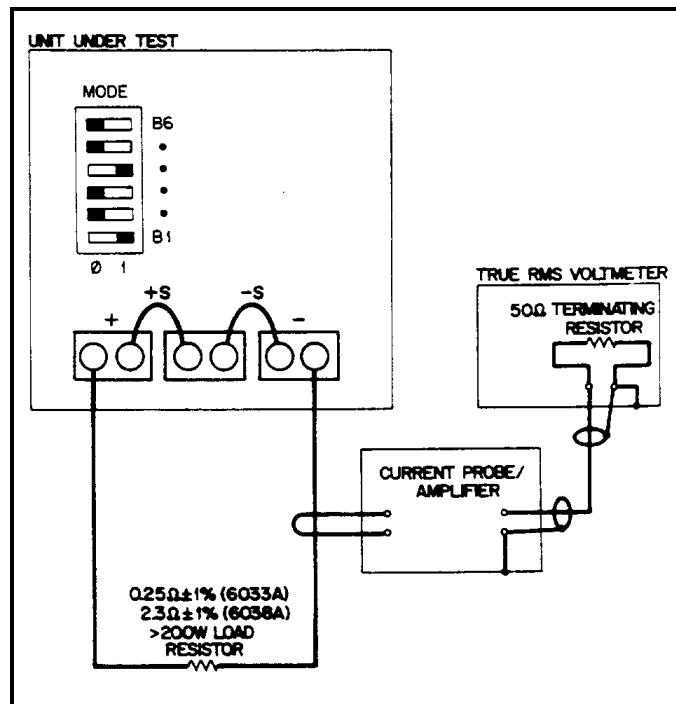 UNIT UNDER TEST
MODE
B6
B1
Ø 1
+ +S -S -
TRUE RMS VOLTMETER
50Ω TERMINATING
RESISTOR
CURRENT PROBE/
AMPLIFIER
0.25Ω±1% (6033A)
2.3Ω±1% (6038A)
>200W LOAD
RESISTOR